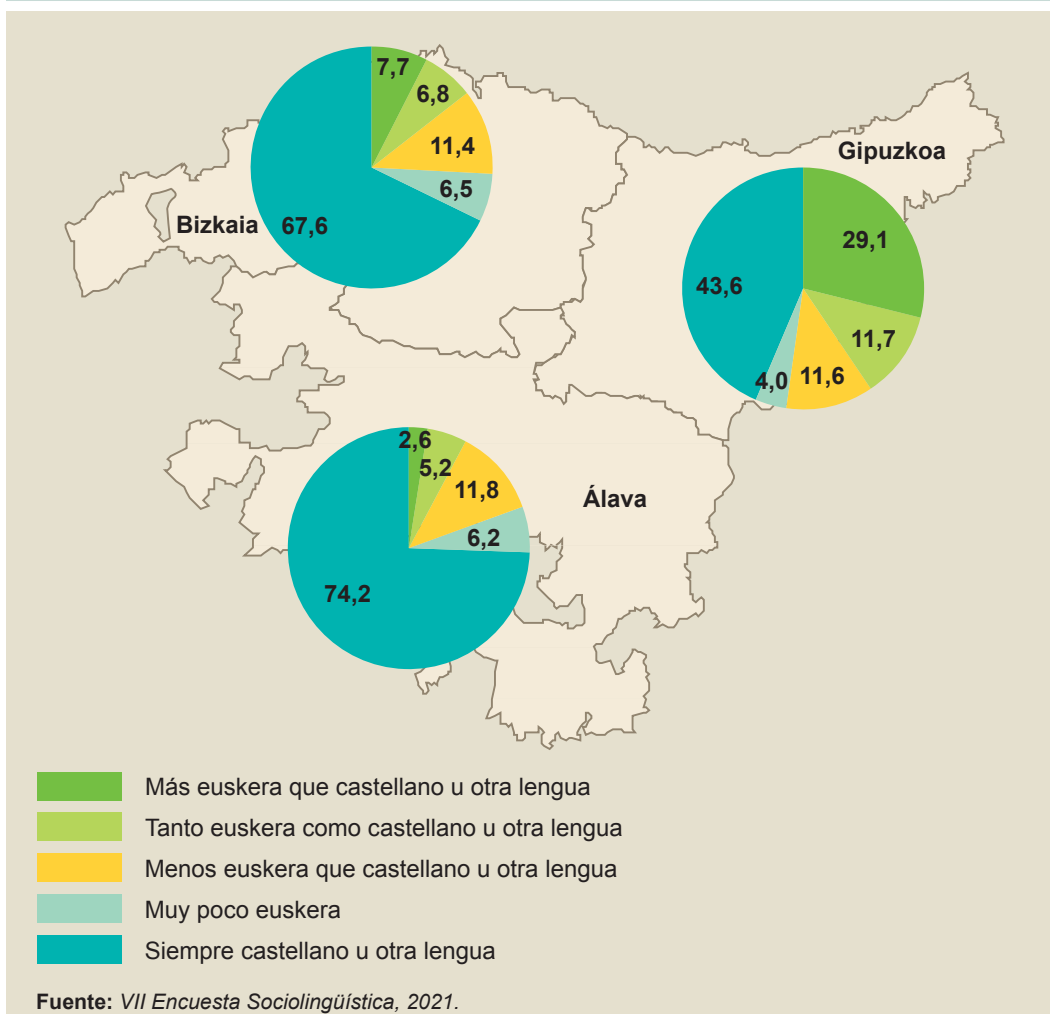 7,7
6,8
11,4
6,5
67,6
Bizkaia
Gipuzkoa
29,1
11,7
11,6
4,0
43,6
2,6
5,2
11,8
6,2
74,2
Álava
Más euskera que castellano u otra lengua
Tanto euskera como castellano u otra lengua
Menos euskera que castellano u otra lengua
Muy poco euskera
Siempre castellano u otra lengua
Fuente: VII Encuesta Sociolingüística, 2021.